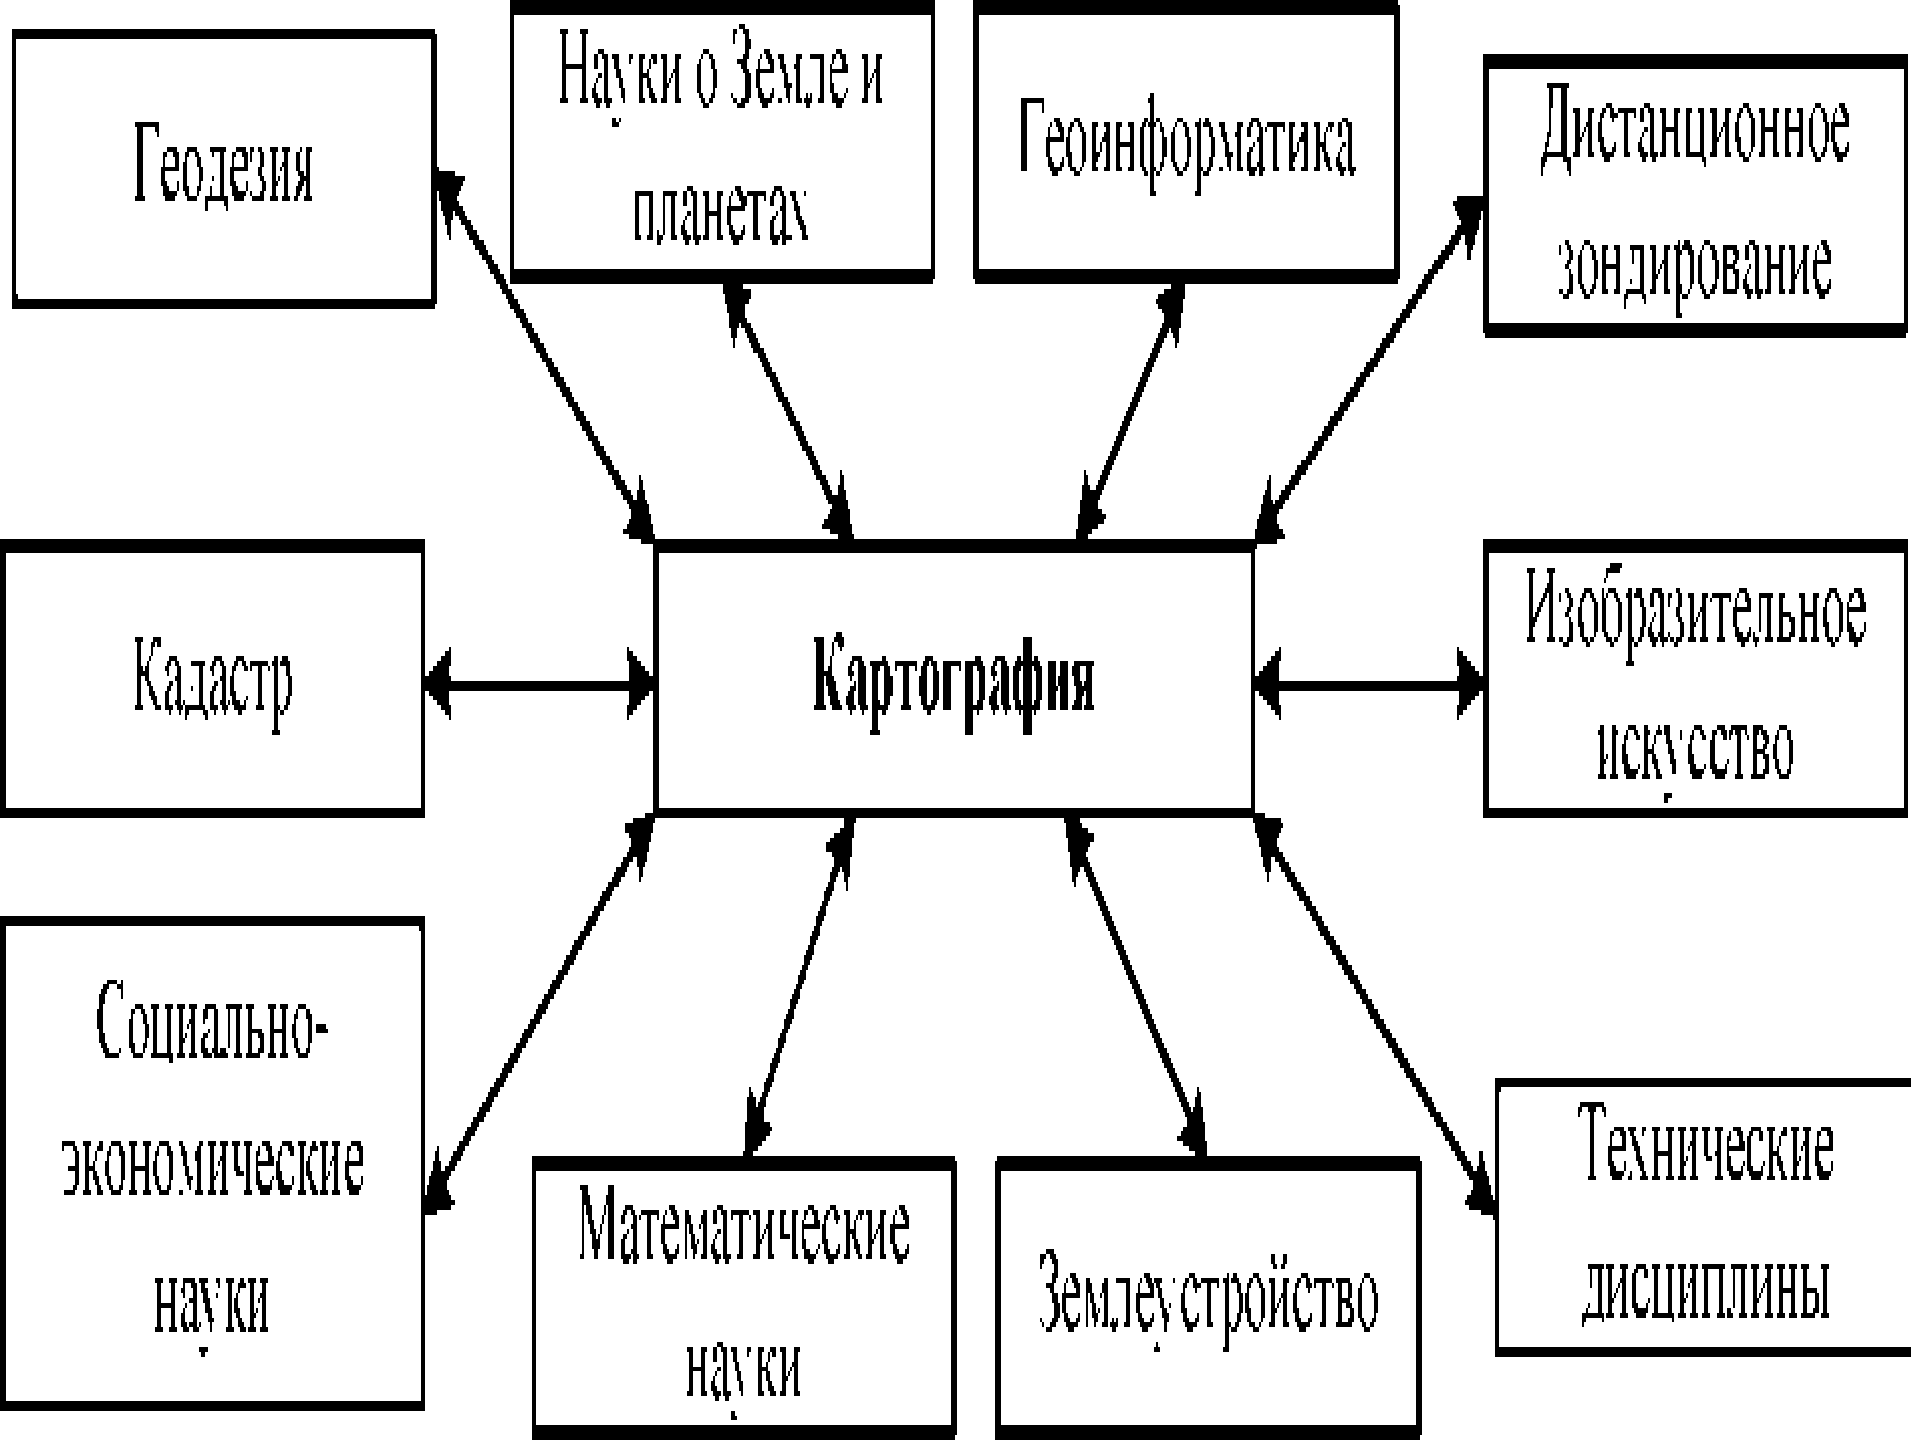 Геодезия
Науки о Земле и
планетах
Геоинформатика
Дистанционное
зондирование
Кадастр
Картография
Изобразительное
искусство
Социально-
экономические
науки
Математические
науки
Землеустройство
Технические
дисциплины